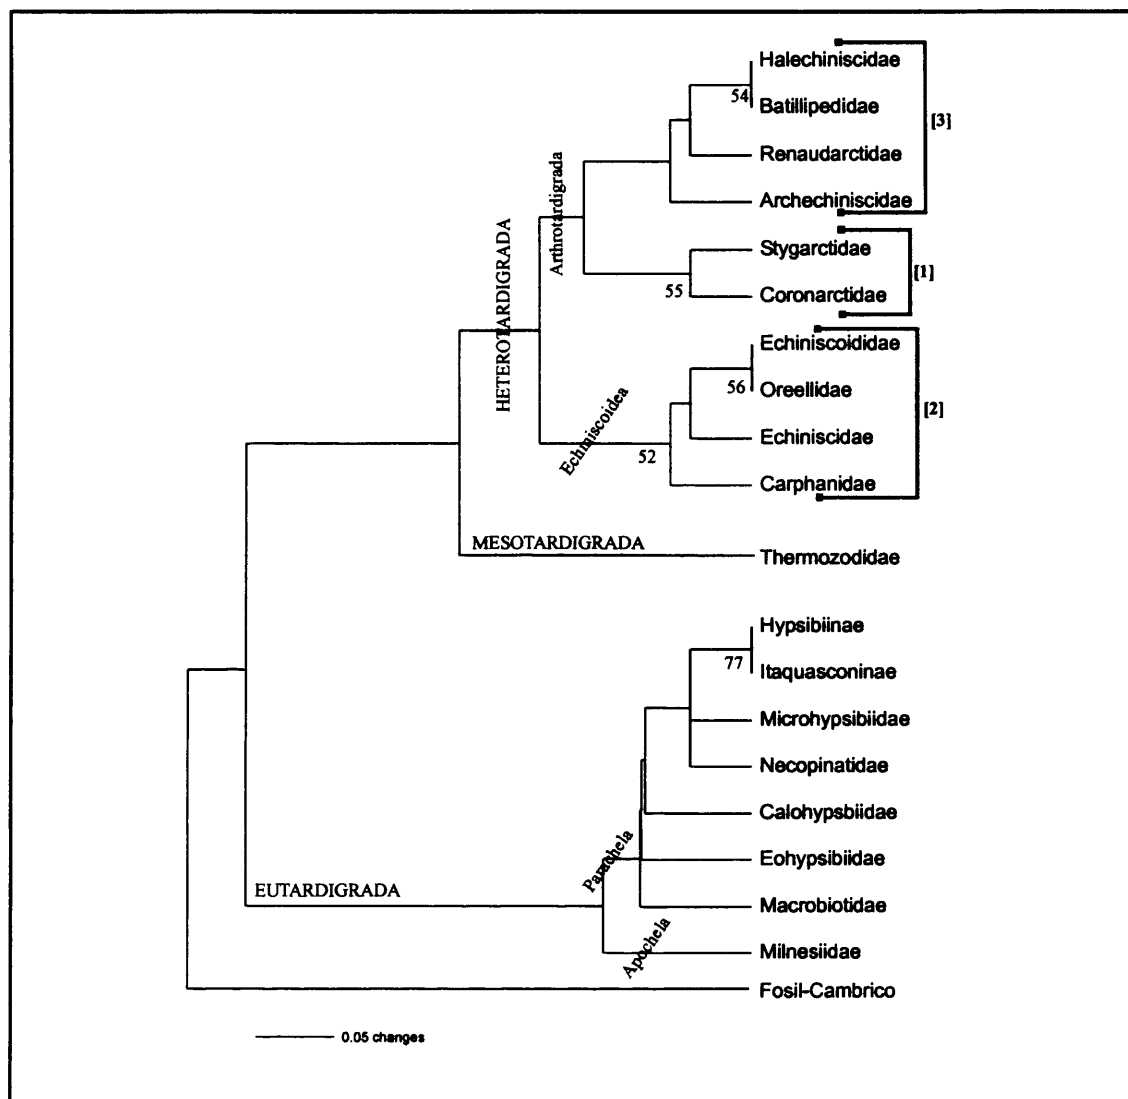 Halechiniscidae
54
Batillipedidae
[3]
Renaudarctidae
Arthrotardigrada
Archechiniscidae
HETEROTARDIGRADA
Stygarctidae
[1]
55
Coronarctidae
Echiniscoididae
56
Oreellidae
[2]
Echiniscoidea
Echiniscidae
52
Carphanidae
MESOTARDIGRADA
Thermozodidae
Hypsibiinae
77
Itaquasconinae
Microhypsibiidae
Necopinatidae
Calohypsbiidae
Parachela
Eohypsibiidae
EUTARDIGRADA
Macrobiotidae
Apochela
Milnesiidae
Fosil-Cambrico
0.05 changes